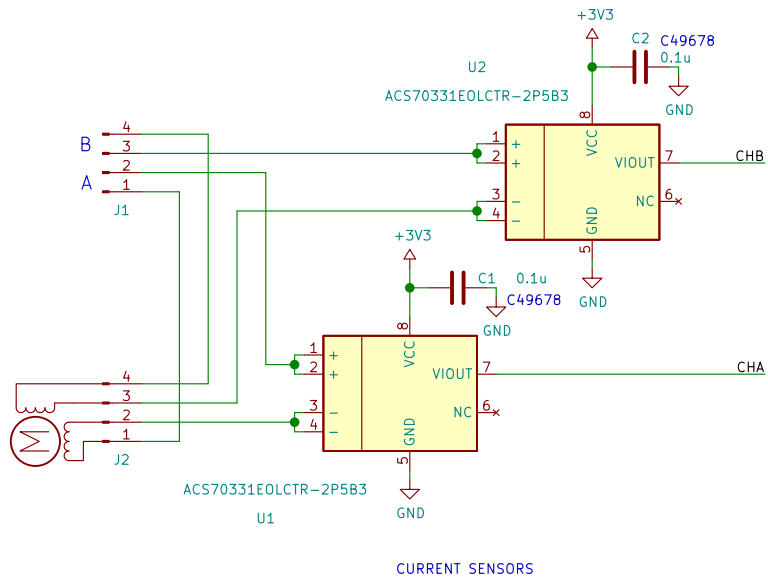 +3V3
C2 C49678
0.1u
GND
U2
ACS70331EOLCTR-2P5B3
8
VCC
1 +
2 +
3 -
4 -
VIOUT 7
CHB
NC 6
GND
5
GND
B
A
4
3
2
1
J1
+3V3
C1 0.1u
C49678
GND
8
VCC
1 +
2 +
3 -
4 -
VIOUT 7
CHA
NC 6
GND
5
GND
4
3
2
1
J2
M
ACS70331EOLCTR-2P5B3
U1
CURRENT SENSORS